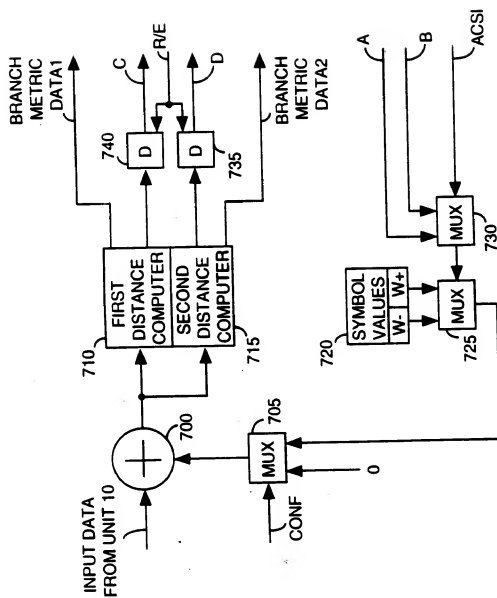 BRANCH
METRIC
DATA1
C
R/E
D
BRANCH
METRIC
DATA2
740
D
D
735
710
FIRST
DISTANCE
COMPUTER
SECOND
DISTANCE
COMPUTER
715
INPUT DATA
FROM UNIT 10
700
705
MUX
CONF
0
720
SYMBOL
VALUES
W- W+
MUX
725
MUX
730
A
B
ACSI